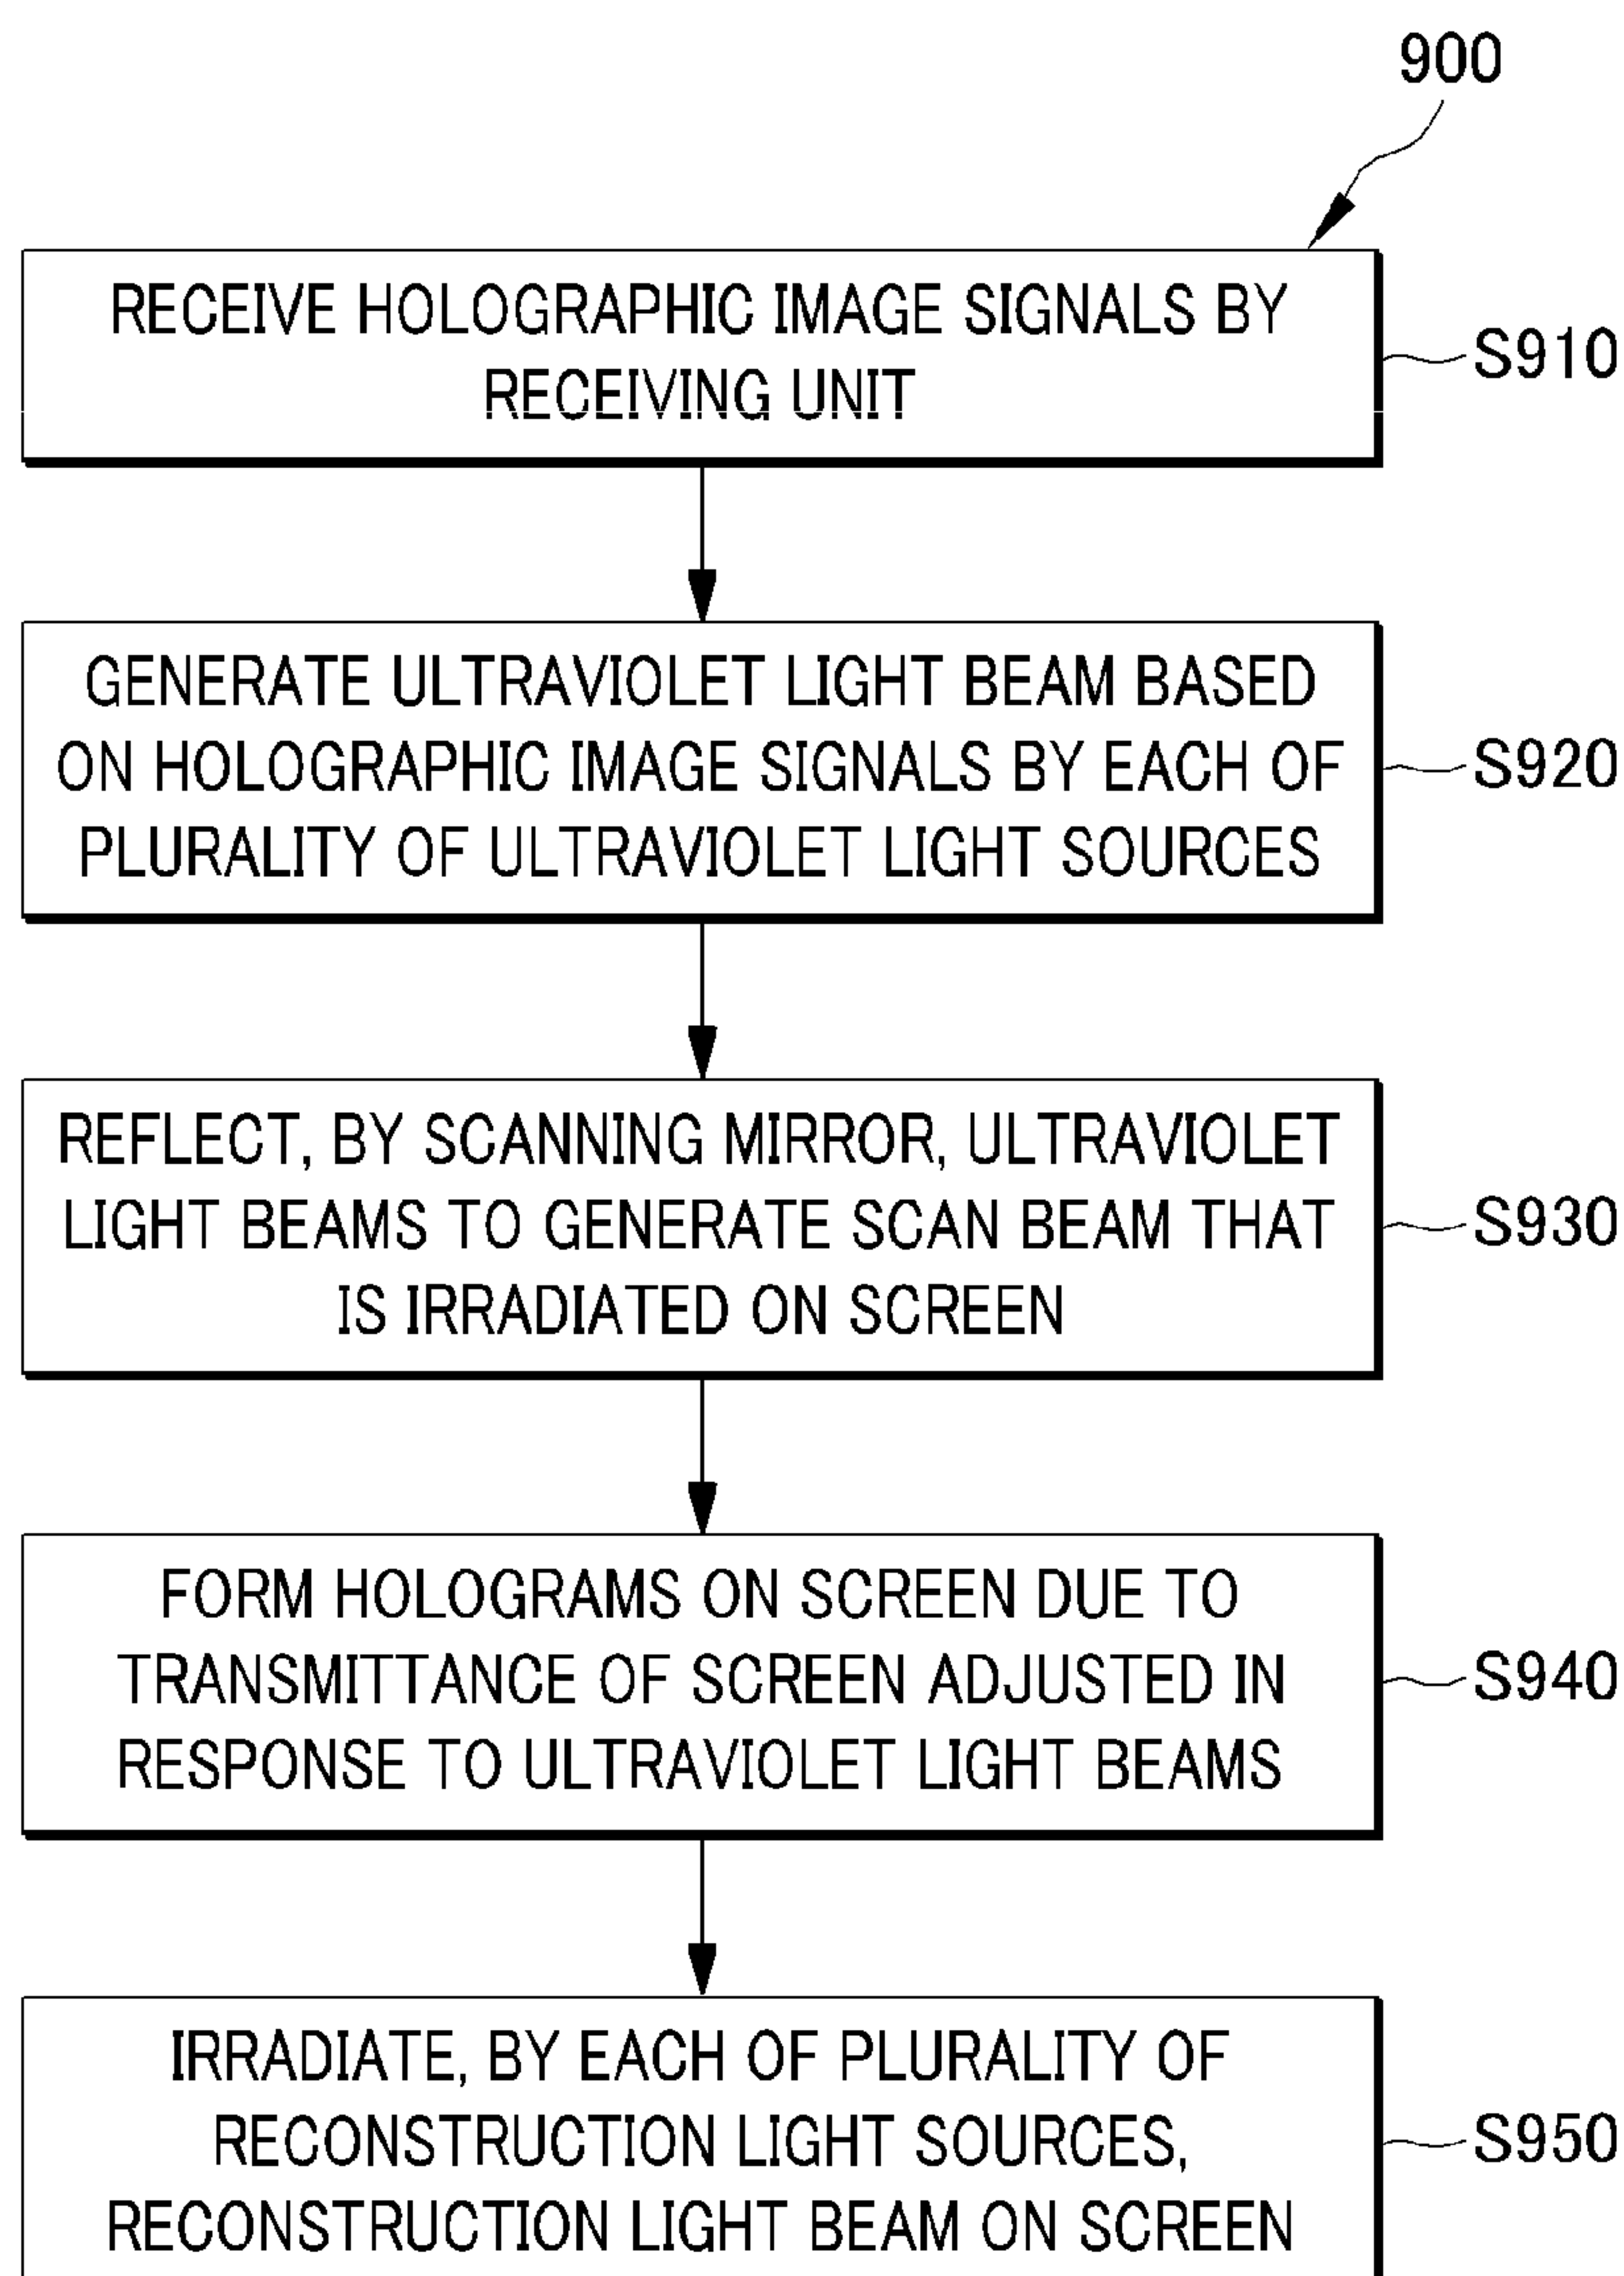 900
RECEIVE HOLOGRAPHIC IMAGE SIGNALS BY
RECEIVING UNIT
S910
GENERATE ULTRAVIOLET LIGHT BEAM BASED
ON HOLOGRAPHIC IMAGE SIGNALS BY EACH OF
PLURALITY OF ULTRAVIOLET LIGHT SOURCES
S920
REFLECT, BY SCANNING MIRROR, ULTRAVIOLET
LIGHT BEAMS TO GENERATE SCAN BEAM THAT
IS IRRADIATED ON SCREEN
S930
FORM HOLOGRAMS ON SCREEN DUE TO
TRANSMITTANCE OF SCREEN ADJUSTED IN
RESPONSE TO ULTRAVIOLET LIGHT BEAMS
S940
IRRADIATE, BY EACH OF PLURALITY OF
RECONSTRUCTION LIGHT SOURCES,
RECONSTRUCTION LIGHT BEAM ON SCREEN
S950